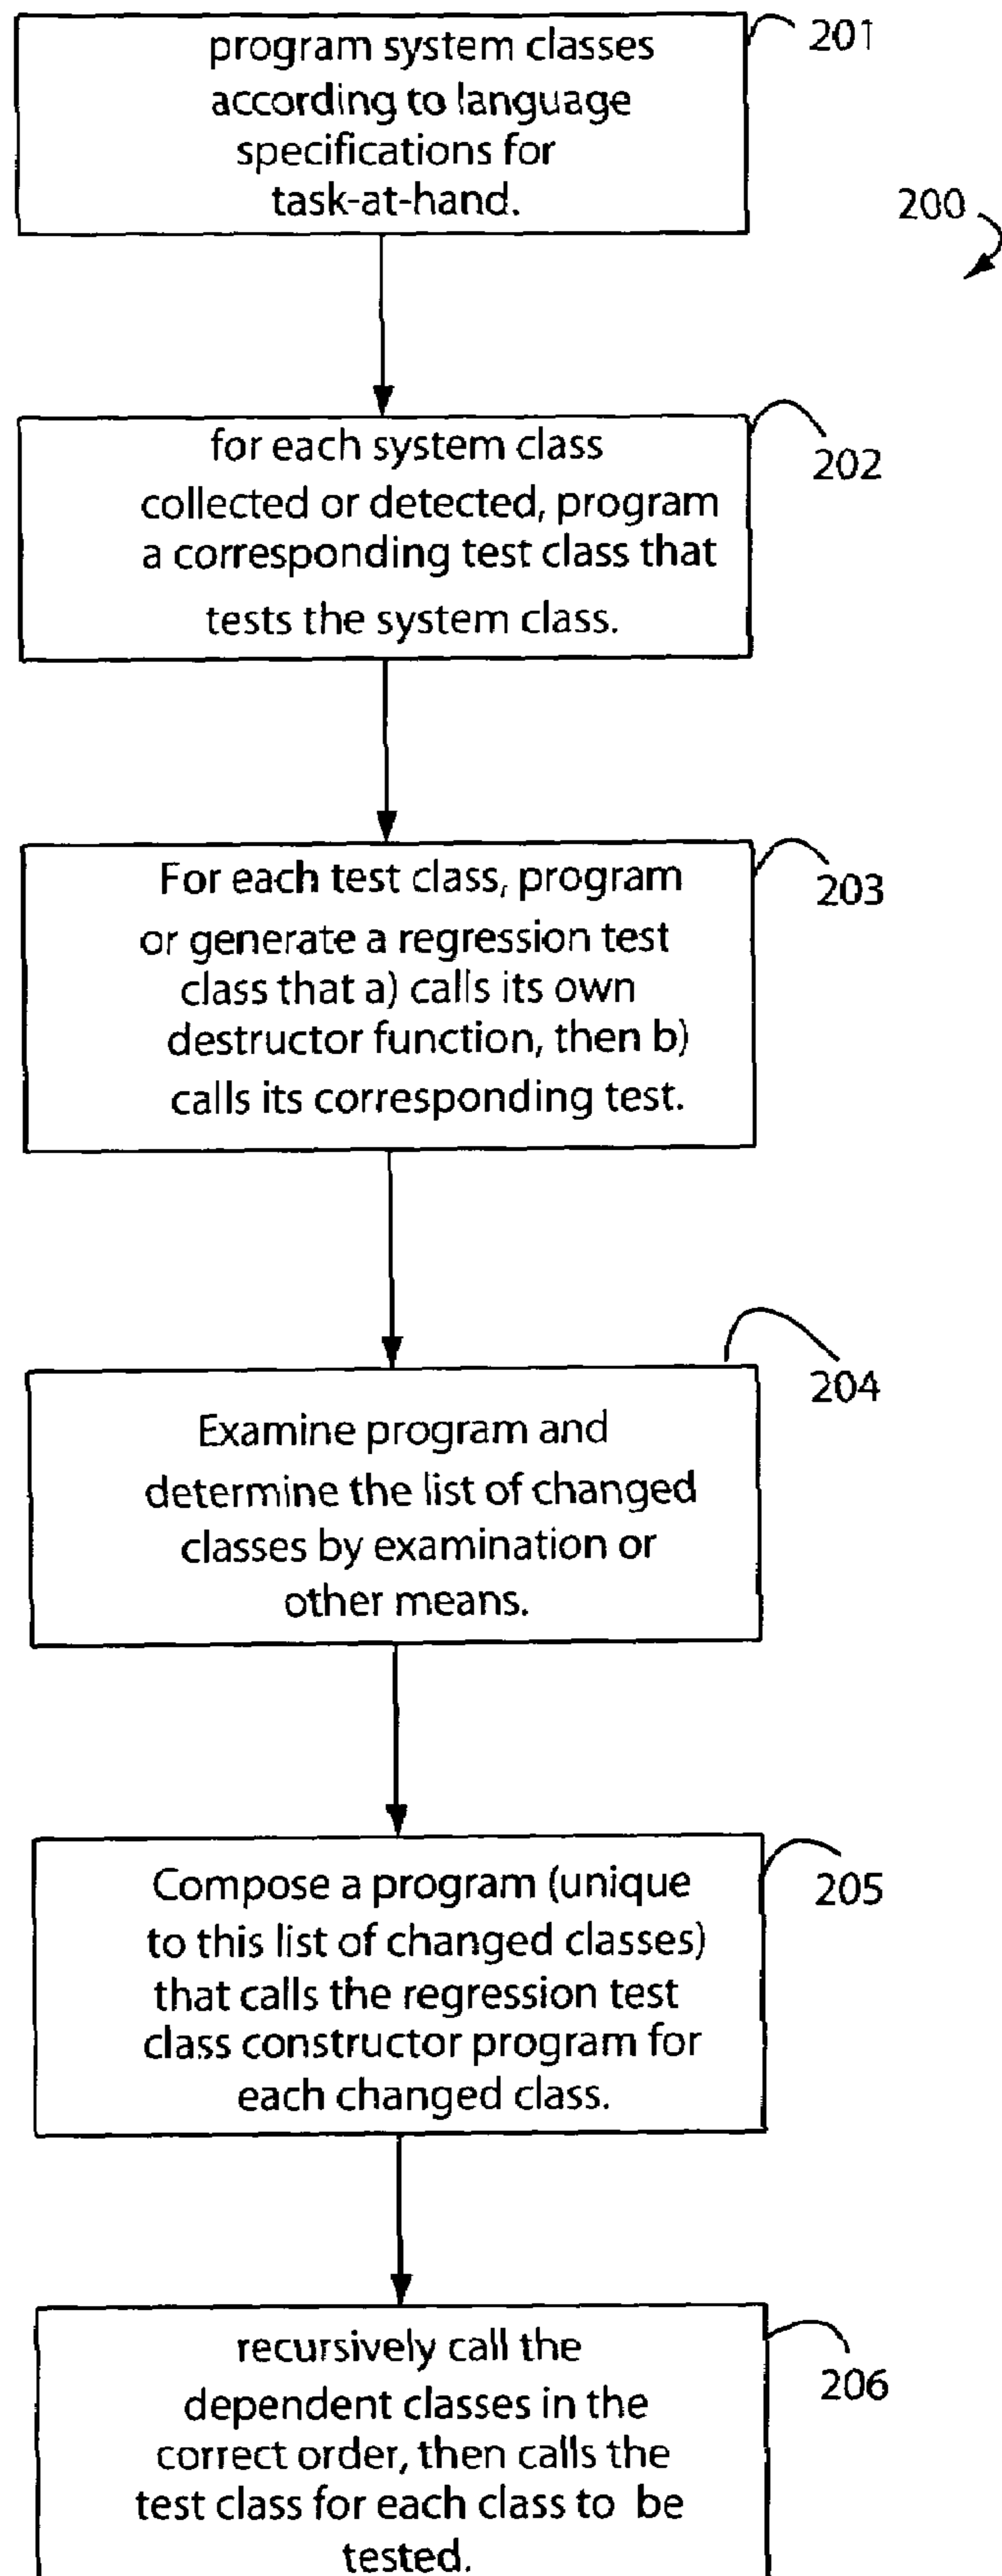 program system classes
according to language
specifications for
task-at-hand.
201
200
for each system class
collected or detected, program
a corresponding test class that
tests the system class.
202
For each test class, program
or generate a regression test
class that a) calls its own
destructor function, then b)
calls its corresponding test.
203
Examine program and
determine the list of changed
classes by examination or
other means.
204
Compose a program (unique
to this list of changed classes)
that calls the regression test
class constructor program for
each changed class.
205
recursively call the
dependent classes in the
correct order, then calls the
test class for each class to be
tested.
206